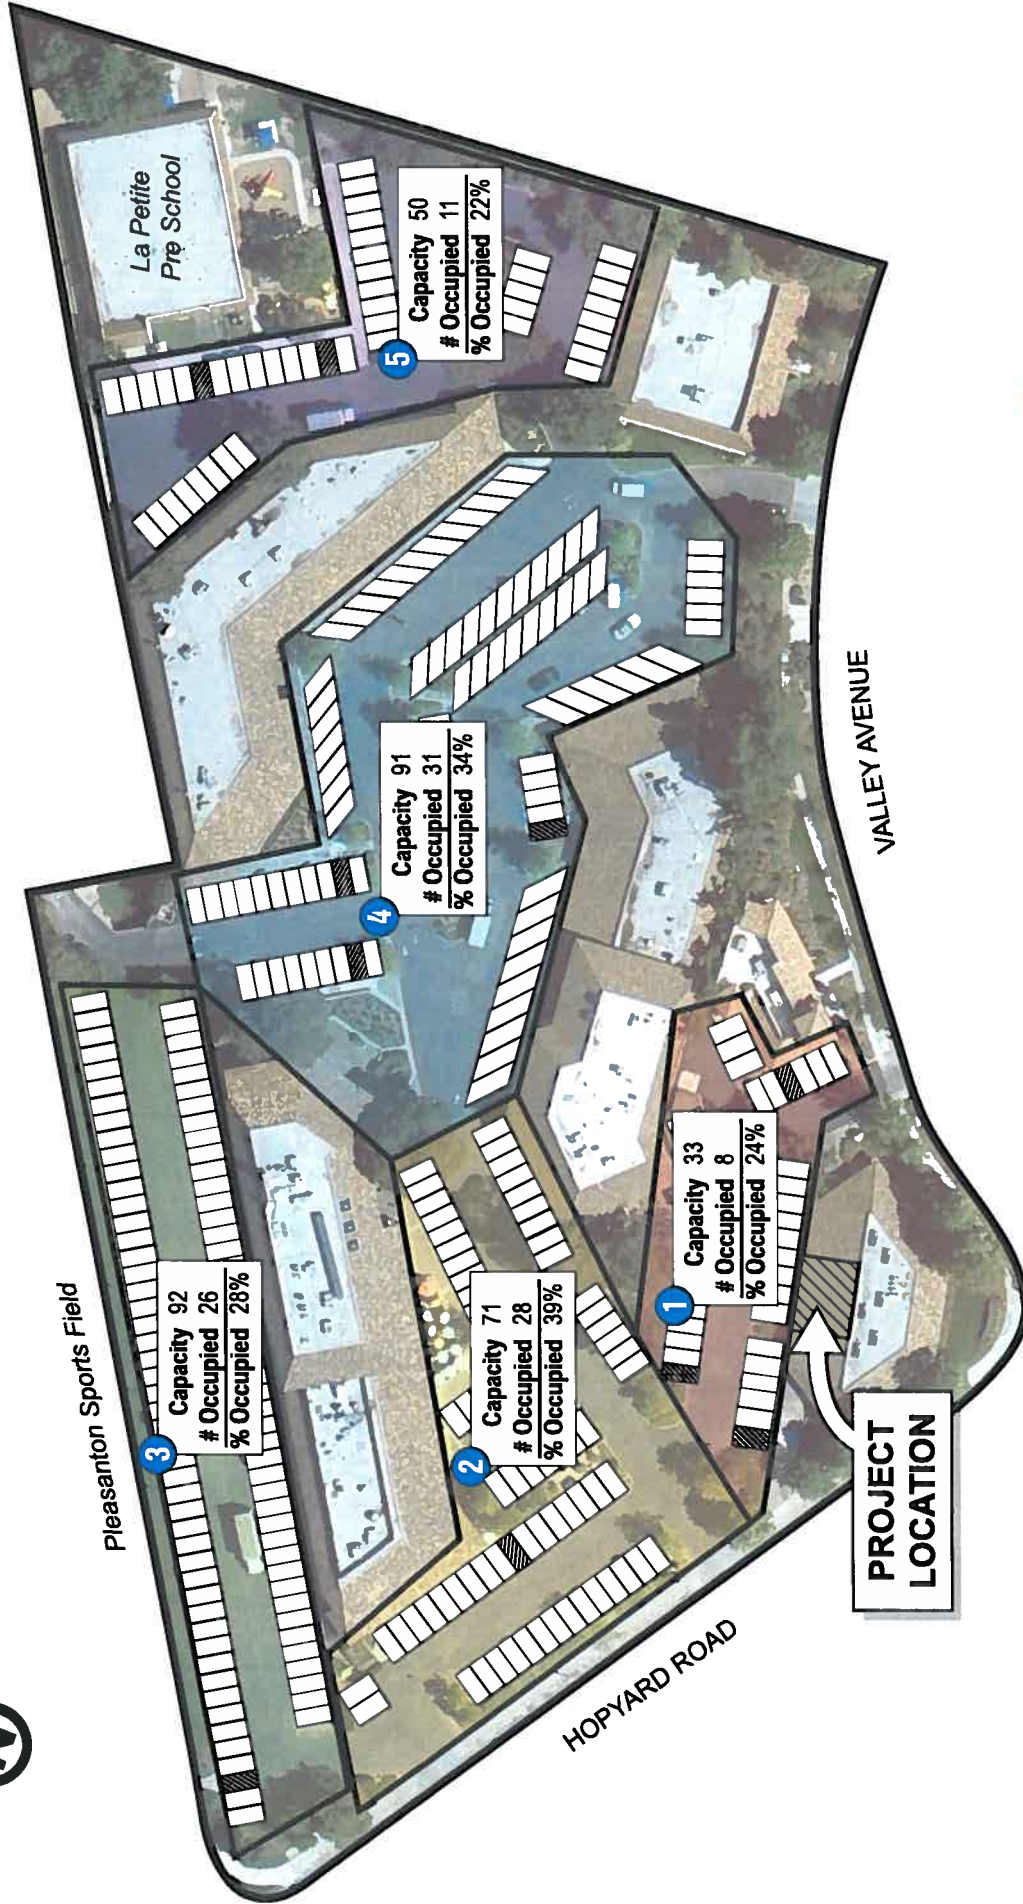 La Petite
Pre School
5
Capacity 50
# Occupied 11
% Occupied 22%
4
Capacity 91
# Occupied 31
% Occupied 34%
VALLEY AVENUE
Pleasanton Sports Field
3
Capacity 92
# Occupied 26
% Occupied 28%
2
Capacity 71
# Occupied 28
% Occupied 39%
1
Capacity 33
# Occupied 8
% Occupied 24%
PROJECT
LOCATION
HOPYARD ROAD